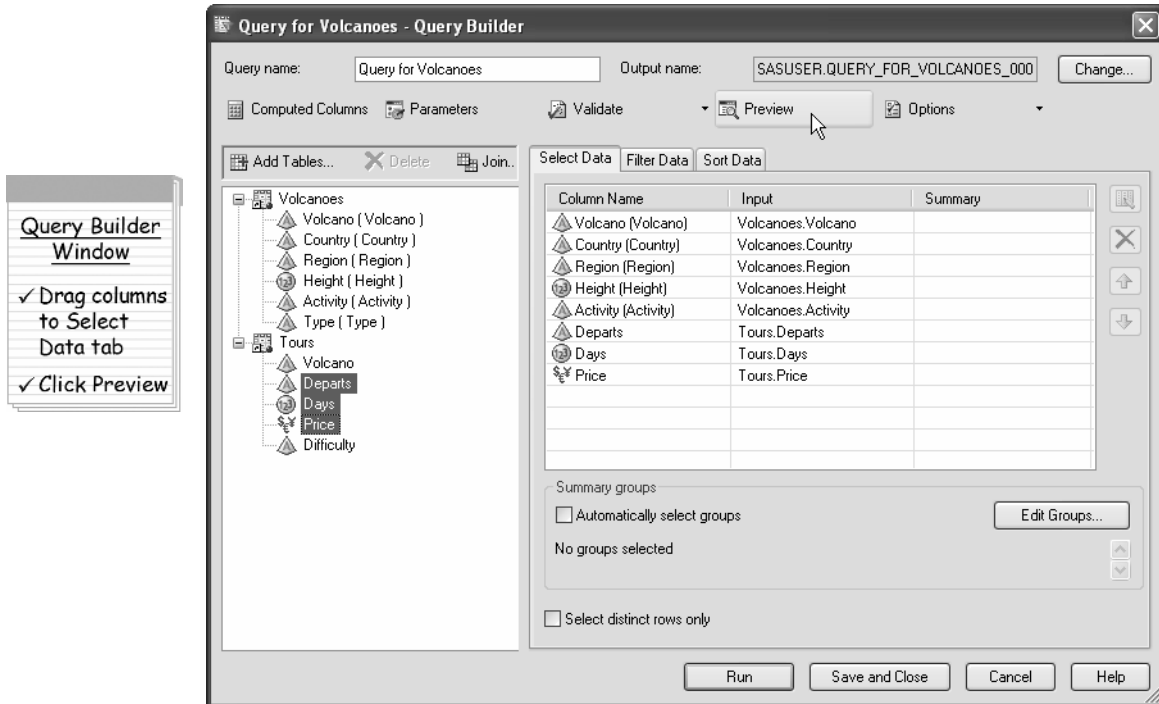 Query Builder
Window
✓ Drag columns
to Select
Data tab
✓ Click Preview
Query for Volcanoes - Query Builder
Query name: Query for Volcanoes Output name: SASUSER.QUERY_FOR_VOLCANOES_000 Change...
Computed Columns Parameters Validate Preview Options
Add Tables... Delete Join..
Volcanoes
Volcano ( Volcano )
Country ( Country )
Region ( Region )
Height ( Height )
Activity ( Activity )
Type ( Type )
Tours
Volcano
Departs
Days
Price
Difficulty
Select Data Filter Data Sort Data
Column Name Input Summary
Volcano (Volcano) Volcanoes.Volcano
Country (Country) Volcanoes.Country
Region (Region) Volcanoes.Region
Height (Height) Volcanoes.Height
Activity (Activity) Volcanoes.Activity
Departs Tours.Departs
Days Tours.Days
Price Tours.Price
Summary groups
Automatically select groups Edit Groups...
No groups selected
Select distinct rows only
Run Save and Close Cancel Help